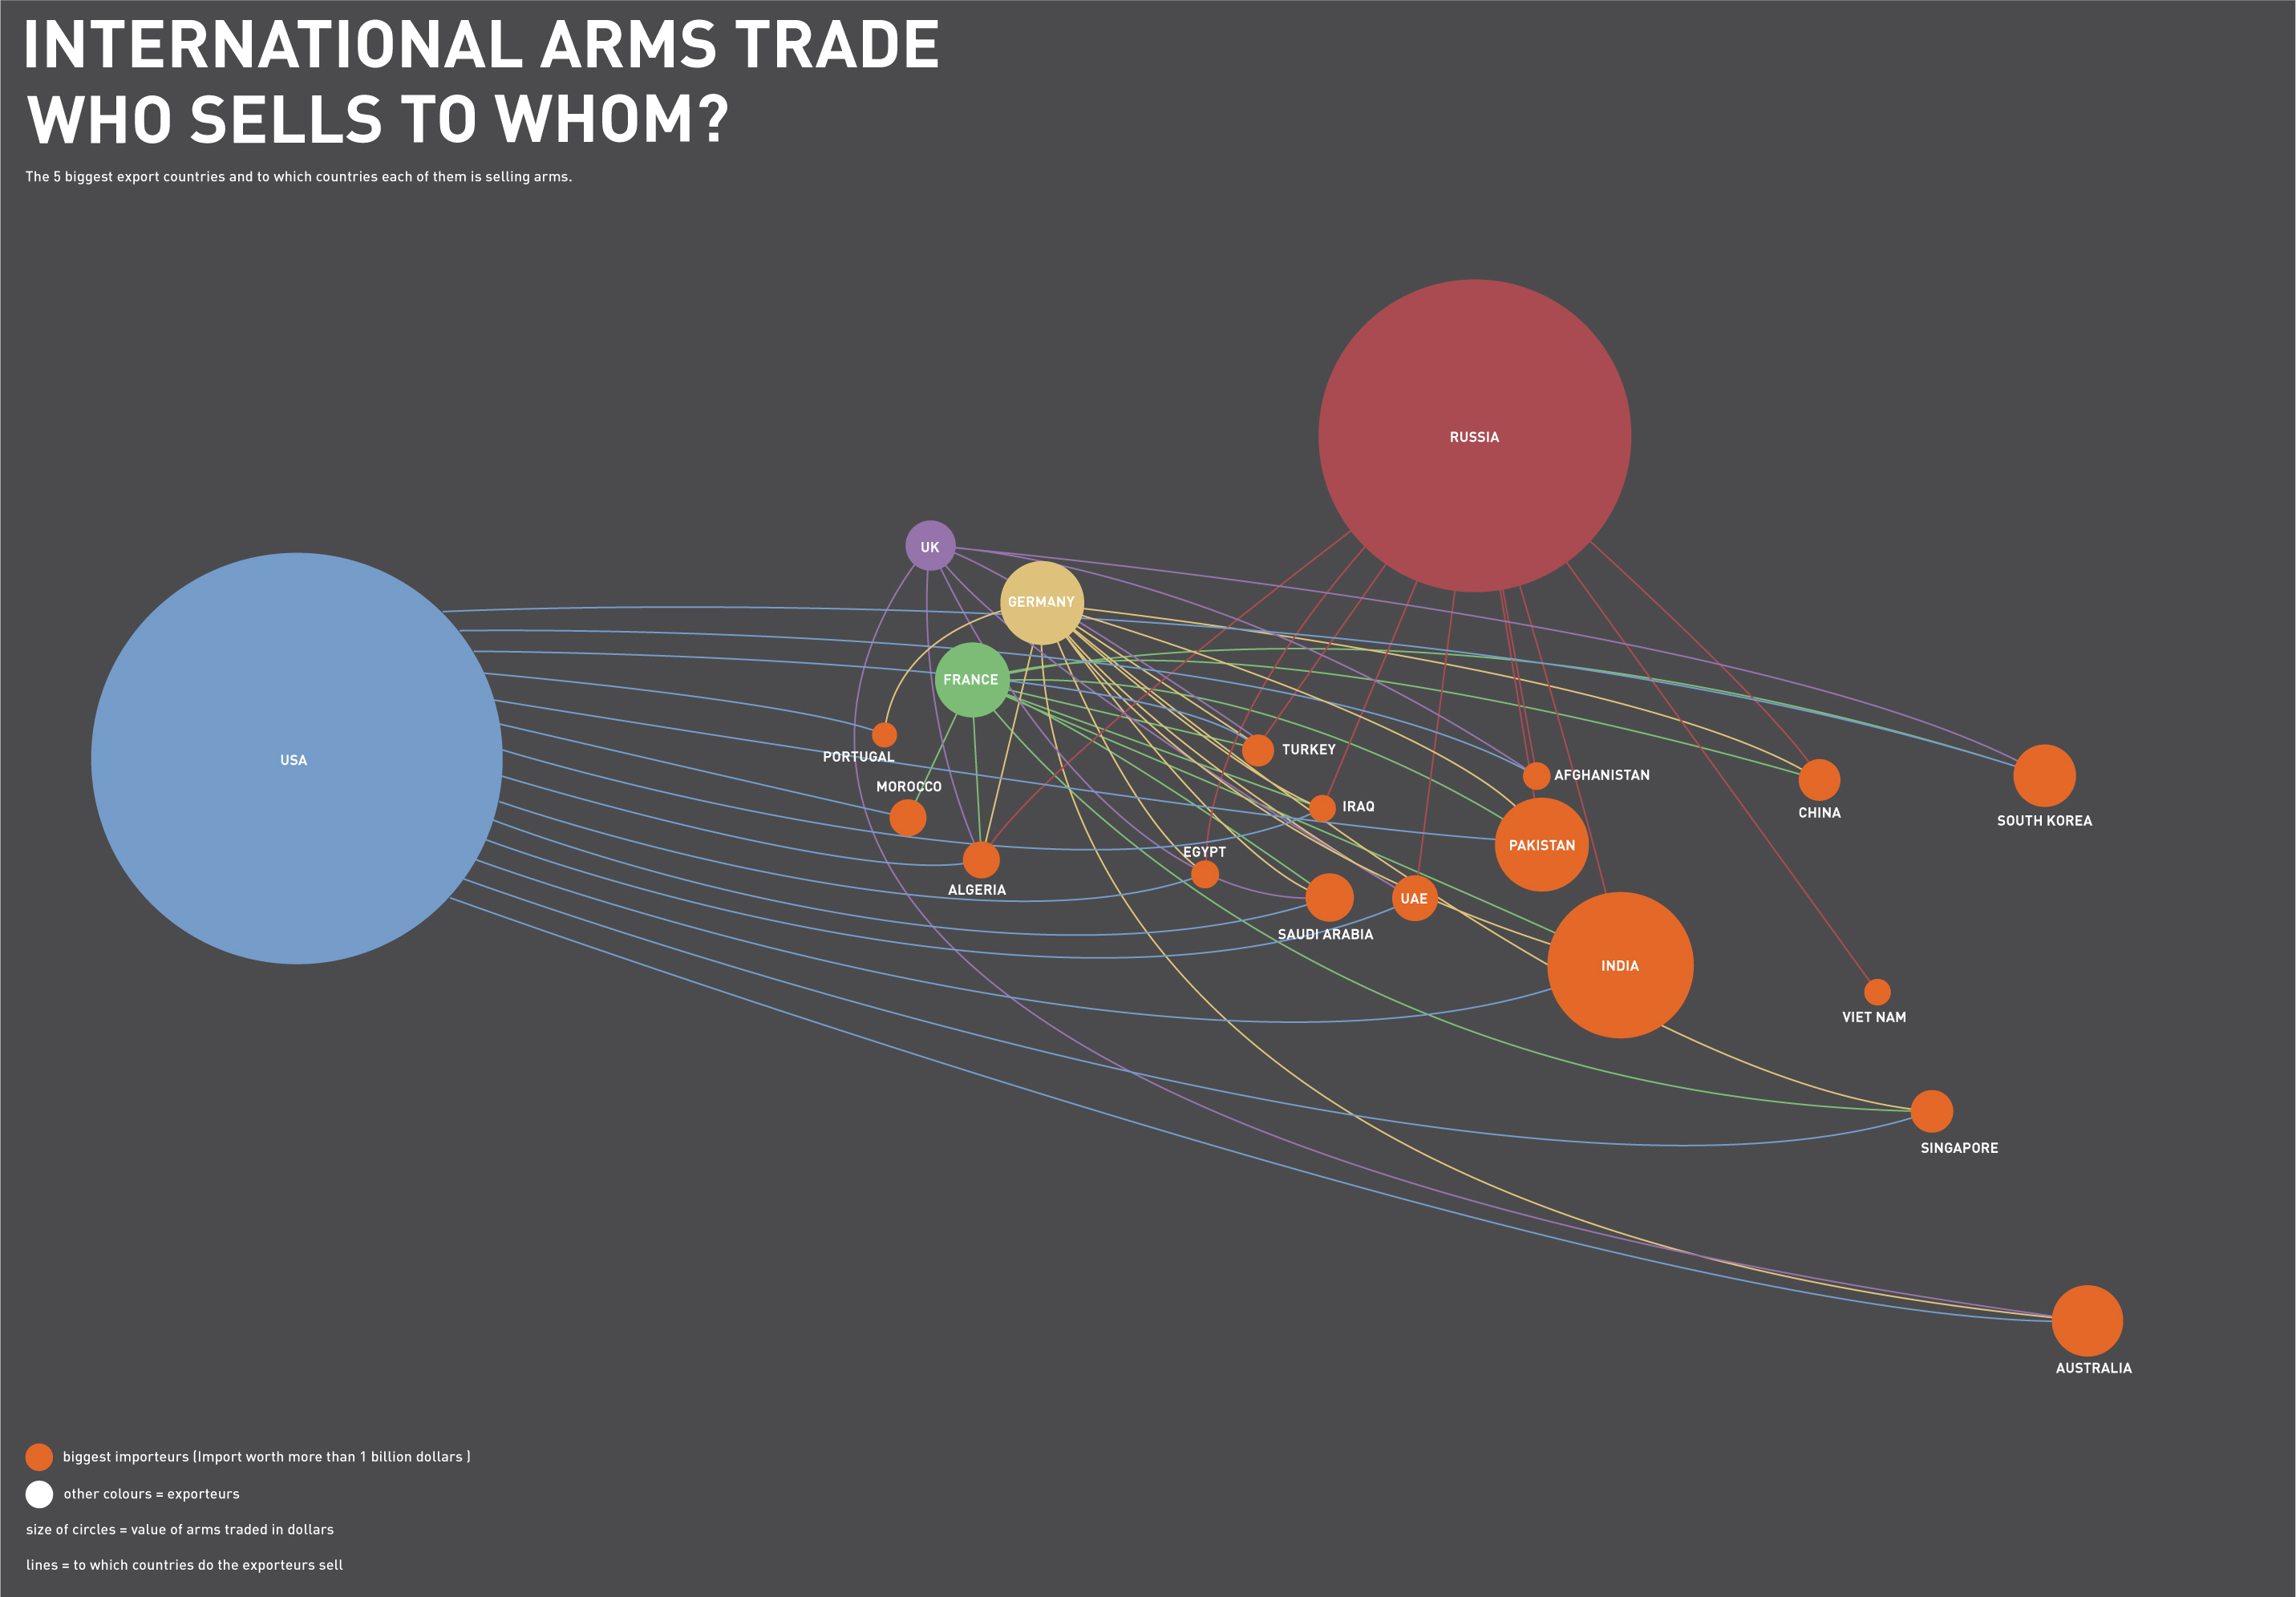 INTERNATIONAL ARMS TRADE
WHO SELLS TO WHOM?
The 5 biggest export countries and to which countries each of them is selling arms.
RUSSIA
UK
GERMANY
FRANCE
USA
PORTUGAL
TURKEY
AFGHANISTAN
MOROCCO
IRAQ
CHINA
SOUTH KOREA
PAKISTAN
EGYPT
ALGERIA
UAE
SAUDI ARABIA
INDIA
VIET NAM
SINGAPORE
AUSTRALIA
biggest importeurs (Import worth more than 1 billion dollars )
other colours = exporteurs
size of circles = value of arms traded in dollars
lines = to which countries do the exporteurs sell